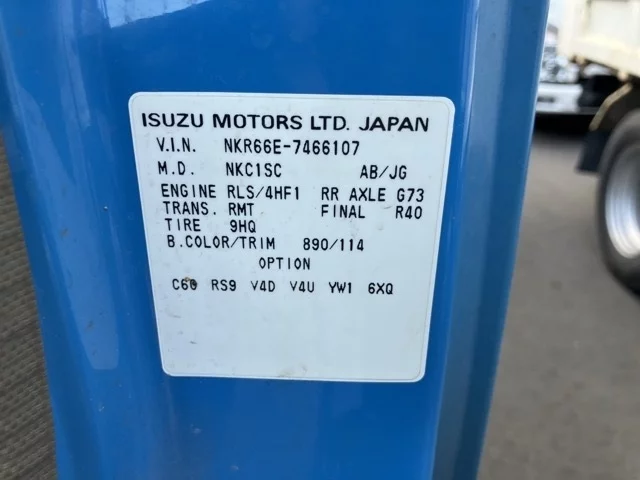 ISUZU MOTORS LTD. JAPAN
V.I.N. NKR66E-7466107
M.D. NKC1SC AB/JG
ENGINE RLS/4HF1 RR AXLE G73
TRANS. RMT FINAL R40
TIRE 9HQ
B.COLOR/TRIM 890/114
OPTION
C60 RS9 V4D V4U YW1 6XQ